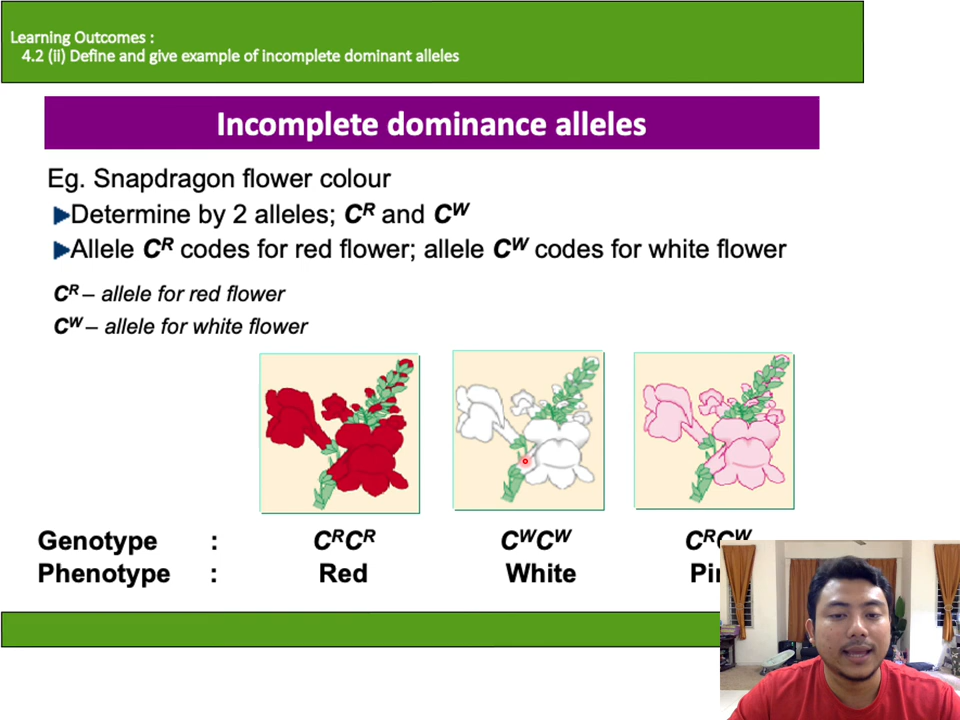 Learning Outcomes :
4.2 (ii) Define and give example of incomplete dominant alleles
Incomplete dominance alleles
Eg. Snapdragon flower colour
Determine by 2 alleles; Cᴿ and Cᵂ
Allele Cᴿ codes for red flower; allele Cᵂ codes for white flower
Cᴿ – allele for red flower
Cᵂ – allele for white flower
Genotype : CᴿCᴿ CᵂCᵂ CᴿCᵂ
Phenotype : Red White